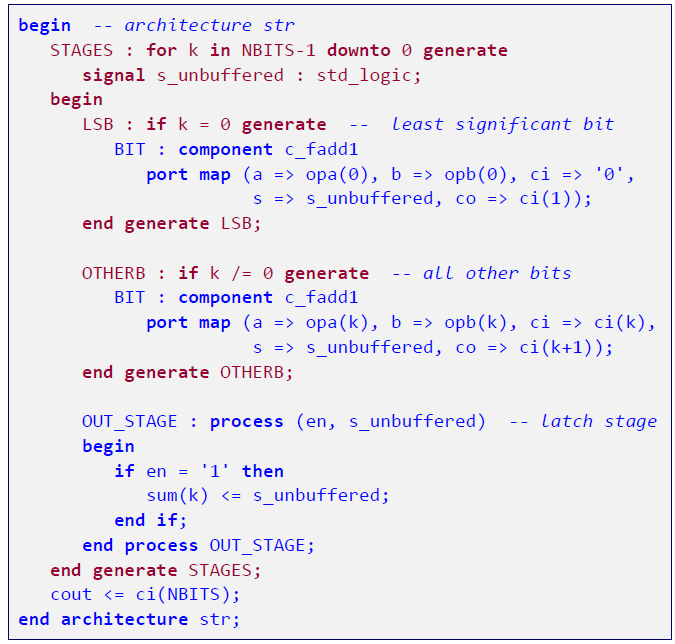 begin  -- architecture str
   STAGES : for k in NBITS-1 downto 0 generate
      signal s_unbuffered : std_logic;
   begin
      LSB : if k = 0 generate  --  least significant bit
         BIT : component c_fadd1
            port map (a => opa(0), b => opb(0), ci => '0',
                      s => s_unbuffered, co => ci(1));
      end generate LSB;

      OTHERB : if k /= 0 generate  -- all other bits
         BIT : component c_fadd1
            port map (a => opa(k), b => opb(k), ci => ci(k),
                      s => s_unbuffered, co => ci(k+1));
      end generate OTHERB;

      OUT_STAGE : process (en, s_unbuffered)  -- latch stage
      begin
         if en = '1' then
            sum(k) <= s_unbuffered;
         end if;
      end process OUT_STAGE;
   end generate STAGES;
   cout <= ci(NBITS);
end architecture str;